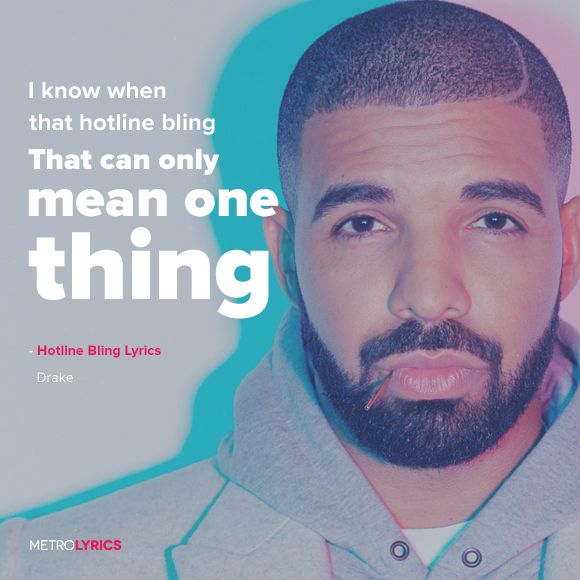 I know when
that hotline bling
That can only
mean one
thing
- Hotline Bling Lyrics
Drake
METROLYRICS